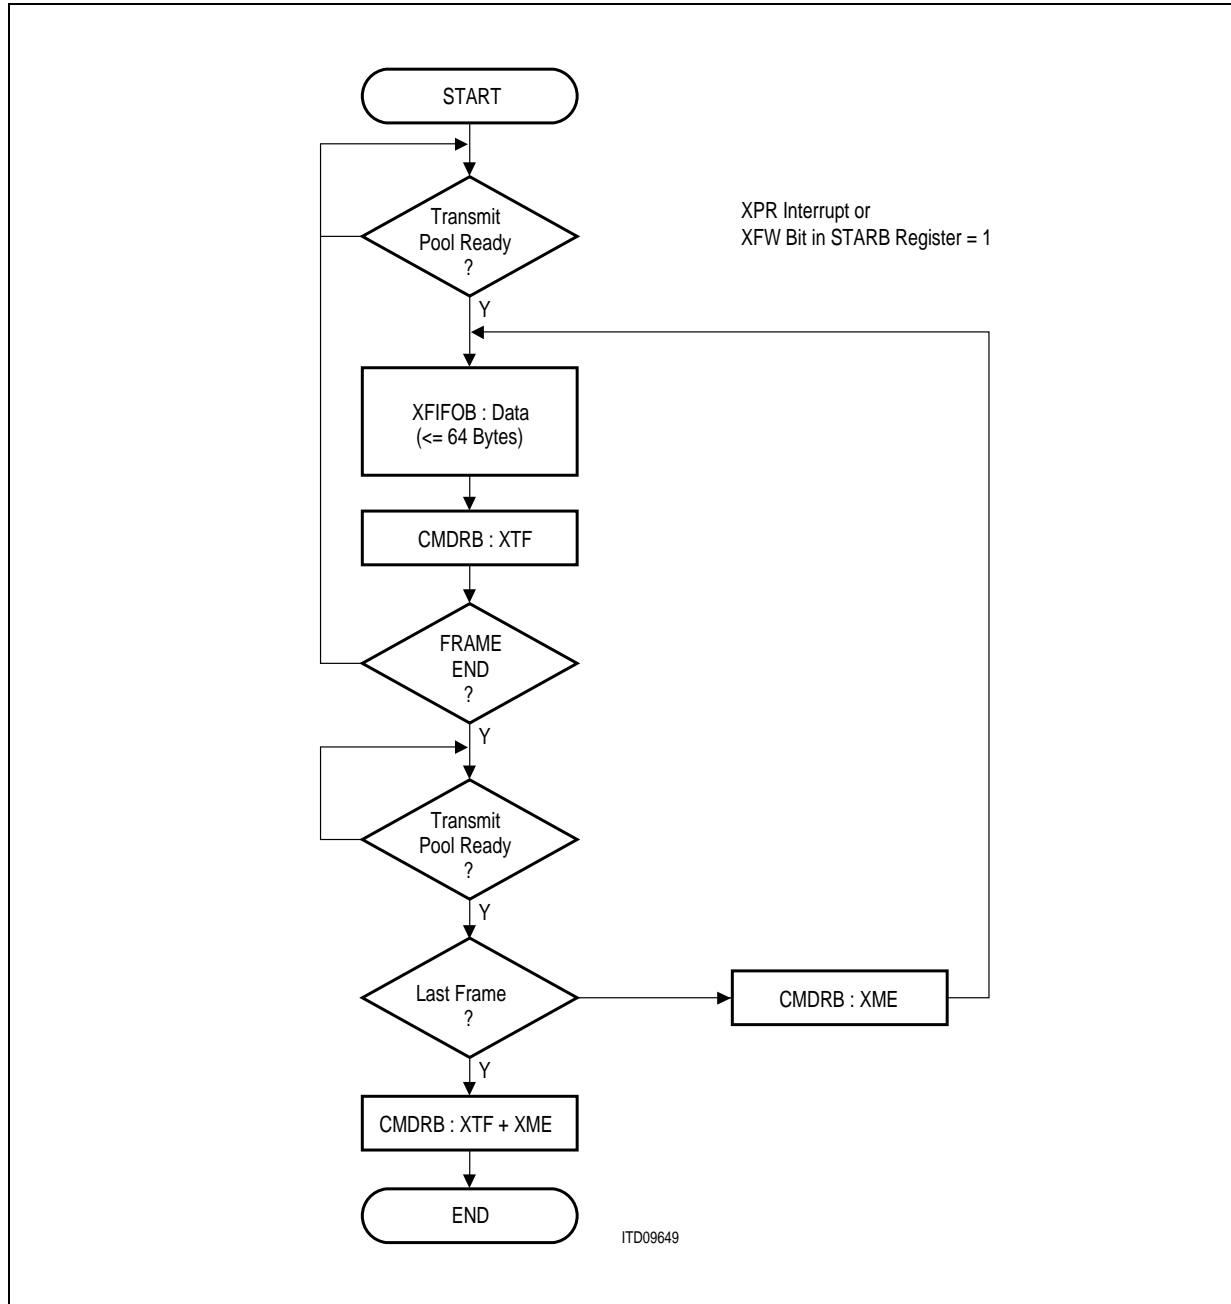 START
Transmit
Pool Ready
?
XPR Interrupt or
XFW Bit in STARB Register = 1
Y
XFIFOB : Data
(<= 64 Bytes)
CMDRB : XTF
FRAME
END
?
Y
Transmit
Pool Ready
?
Y
Last Frame
?
CMDRB : XME
Y
CMDRB : XTF + XME
END
ITD09649